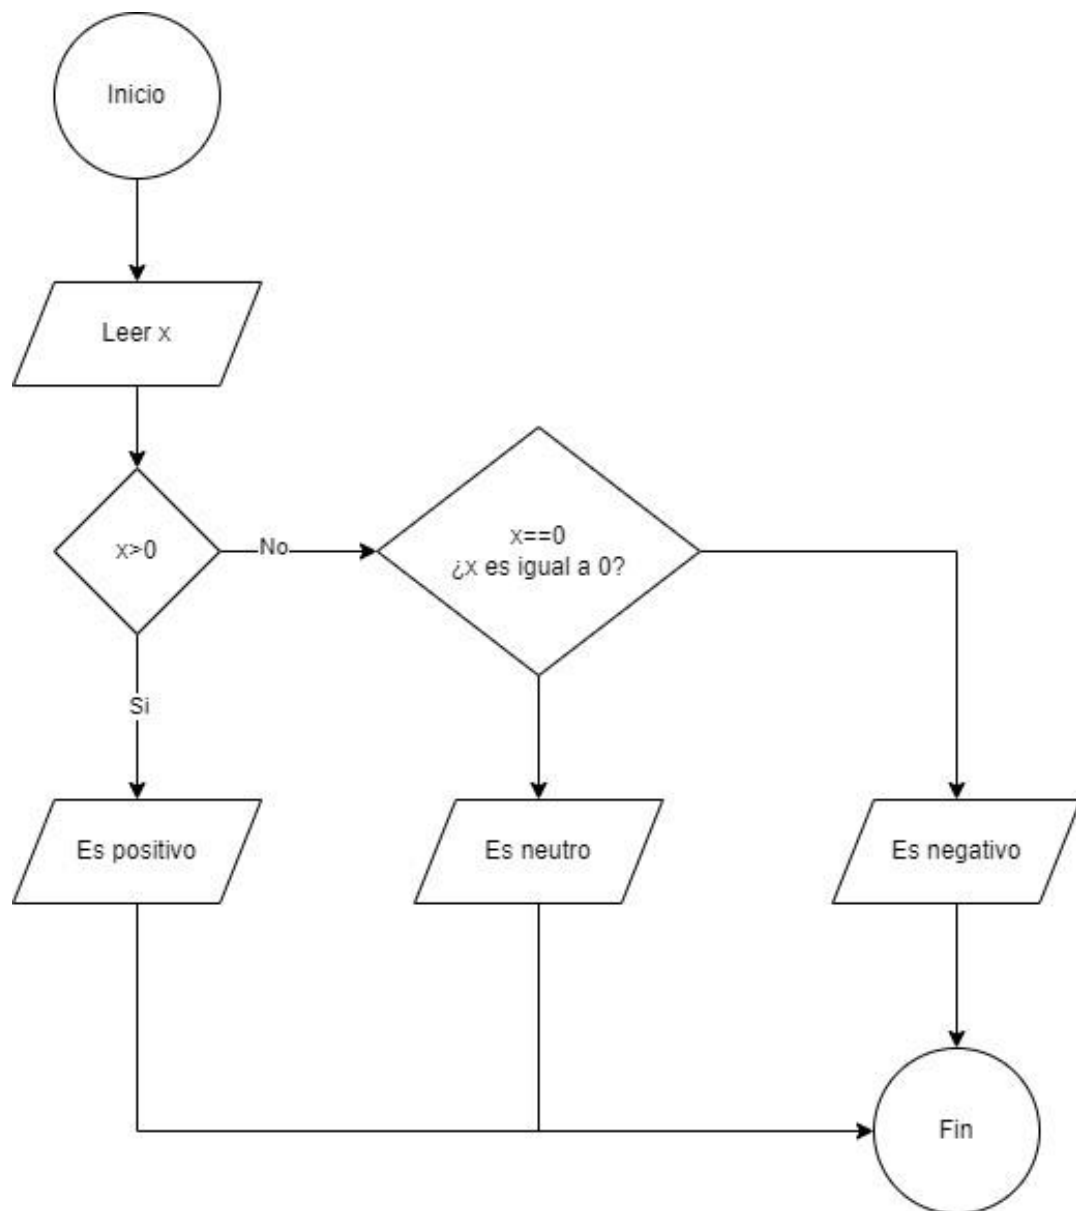 Inicio
Leer x
x>0
No
x==0
¿x es igual a 0?
Si
Es positivo
Es neutro
Es negativo
Fin